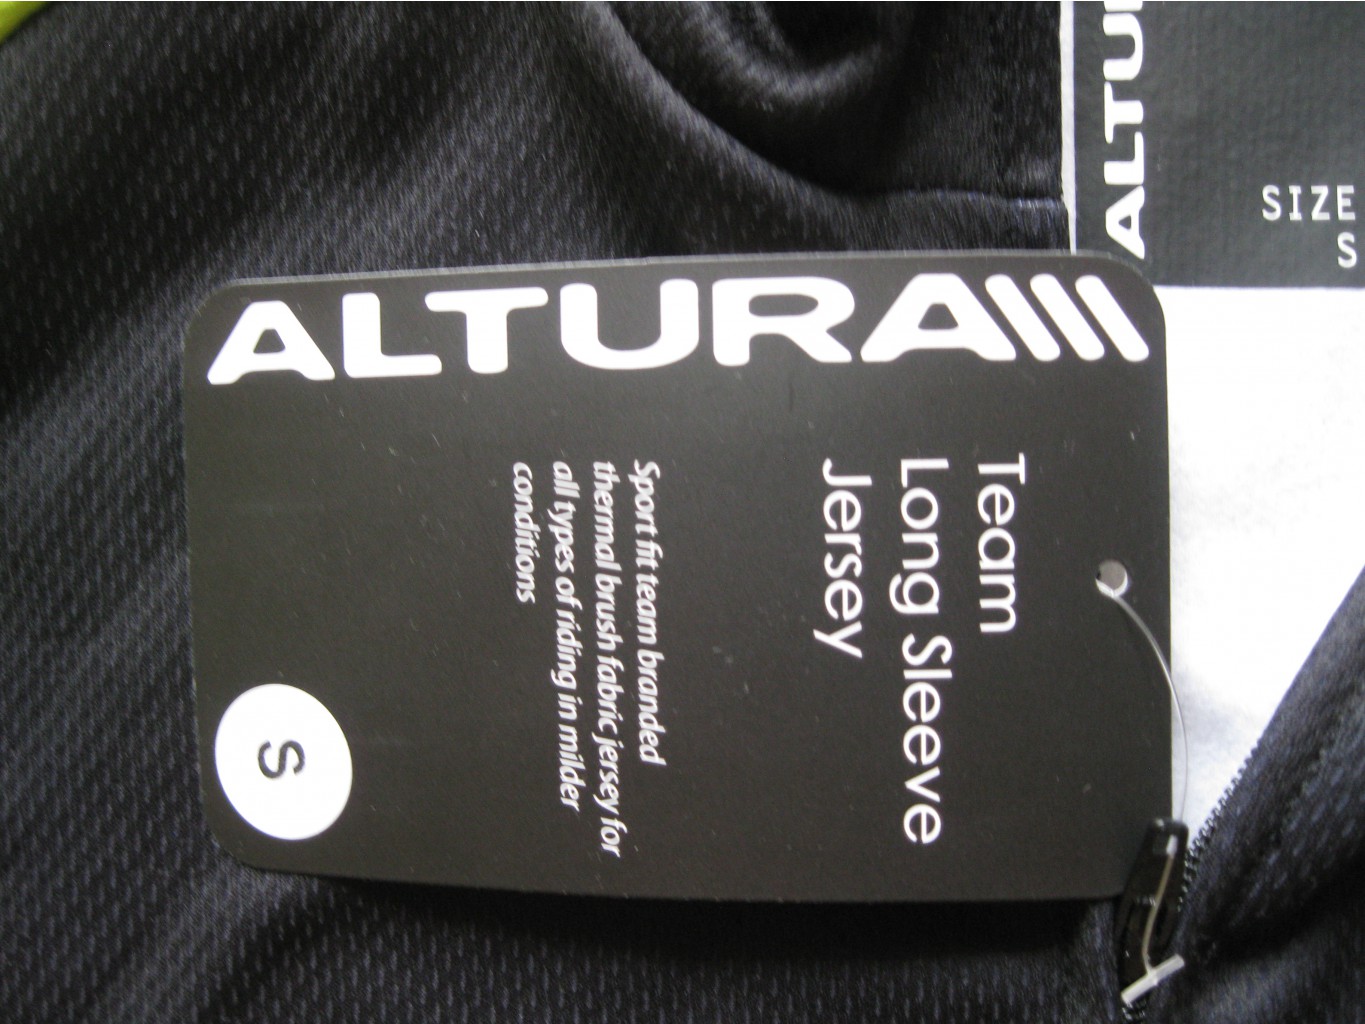 ALTURA
Team
Long Sleeve
Jersey
Sport fit team branded
thermal brush fabric jersey for
all types of riding in milder
conditions
S
ALTU
SIZE
S